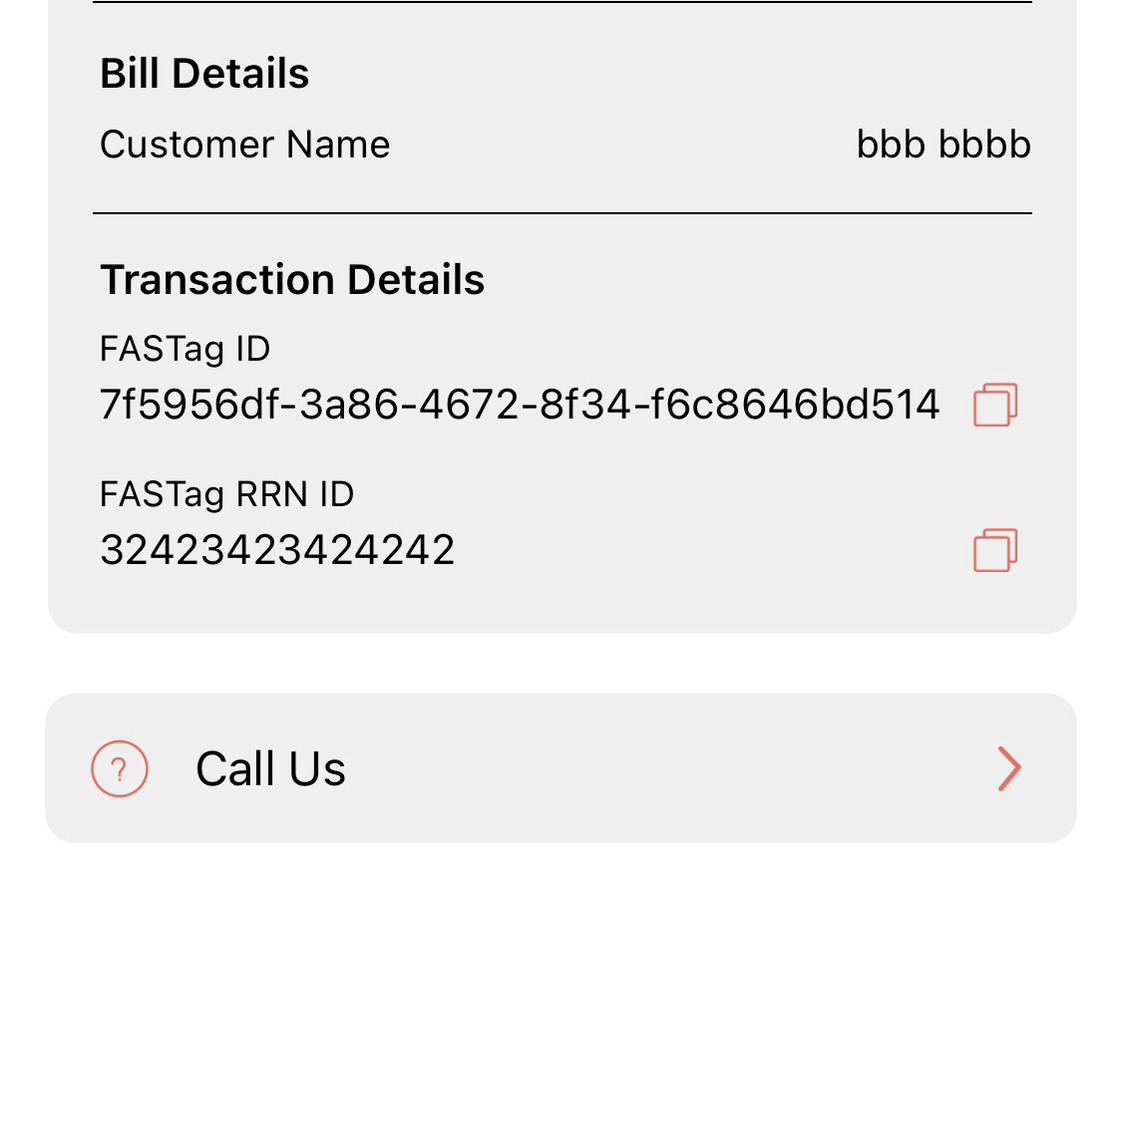 Bill Details
Customer Name bbb bbbb
Transaction Details
FASTag ID
7f5956df-3a86-4672-8f34-f6c8646bd514
FASTag RRN ID
32423423424242
? Call Us